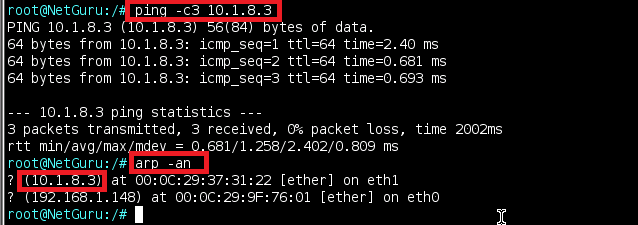 root@NetGuru:/# ping -c3 10.1.8.3
PING 10.1.8.3 (10.1.8.3) 56(84) bytes of data.
64 bytes from 10.1.8.3: icmp_seq=1 ttl=64 time=2.40 ms
64 bytes from 10.1.8.3: icmp_seq=2 ttl=64 time=0.681 ms
64 bytes from 10.1.8.3: icmp_seq=3 ttl=64 time=0.693 ms
--- 10.1.8.3 ping statistics ---
3 packets transmitted, 3 received, 0% packet loss, time 2002ms
rtt min/avg/max/mdev = 0.681/1.258/2.402/0.809 ms
root@NetGuru:/# arp -an
? (10.1.8.3) at 00:0C:29:37:31:22 [ether] on eth1
? (192.168.1.148) at 00:0C:29:9F:76:01 [ether] on eth0
root@NetGuru:/#